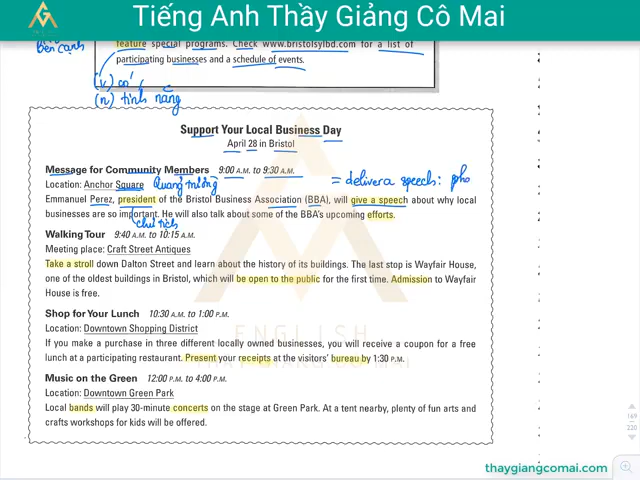 Tiếng Anh Thầy Giảng Cô Mai
bên cạnh
feature special programs. Check www.bristolsylbd.com for a list of
participating businesses and a schedule of events.
(v) có
(n) tính năng
Support Your Local Business Day
April 28 in Bristol
Message for Community Members 9:00 A.M. to 9:30 A.M.
Location: Anchor Square Quảng trường = deliver a speech:
Emmanuel Perez, president of the Bristol Business Association (BBA), will give a speech about why local
businesses are so important. He will also talk about some of the BBA's upcoming efforts.
chủ tịch
Walking Tour 9:40 A.M. to 10:15 A.M.
Meeting place: Craft Street Antiques
Take a stroll down Dalton Street and learn about the history of its buildings. The last stop is Wayfair House,
one of the oldest buildings in Bristol, which will be open to the public for the first time. Admission to Wayfair
House is free.
Shop for Your Lunch 10:30 A.M. to 1:00 P.M.
Location: Downtown Shopping District
If you make a purchase in three different locally owned businesses, you will receive a coupon for a free
lunch at a participating restaurant. Present your receipts at the visitors' bureau by 1:30 P.M.
ENGLISH
Music on the Green 12:00 P.M. to 4:00 P.M.
Location: Downtown Green Park
Local bands will play 30-minute concerts on the stage at Green Park. At a tent nearby, plenty of fun arts and
crafts workshops for kids will be offered.
19
220
thaygiangcomai.com